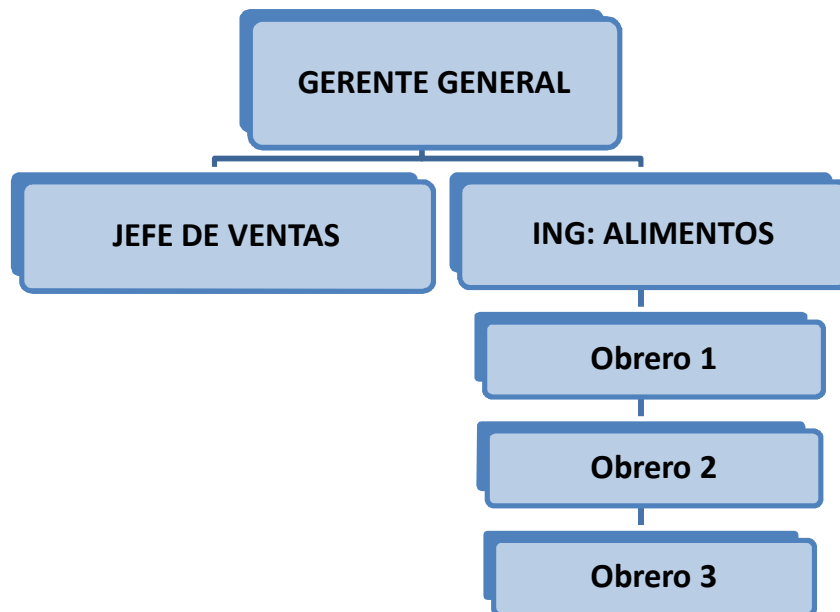 GERENTE GENERAL
JEFE DE VENTAS
ING: ALIMENTOS
Obrero 1
Obrero 2
Obrero 3